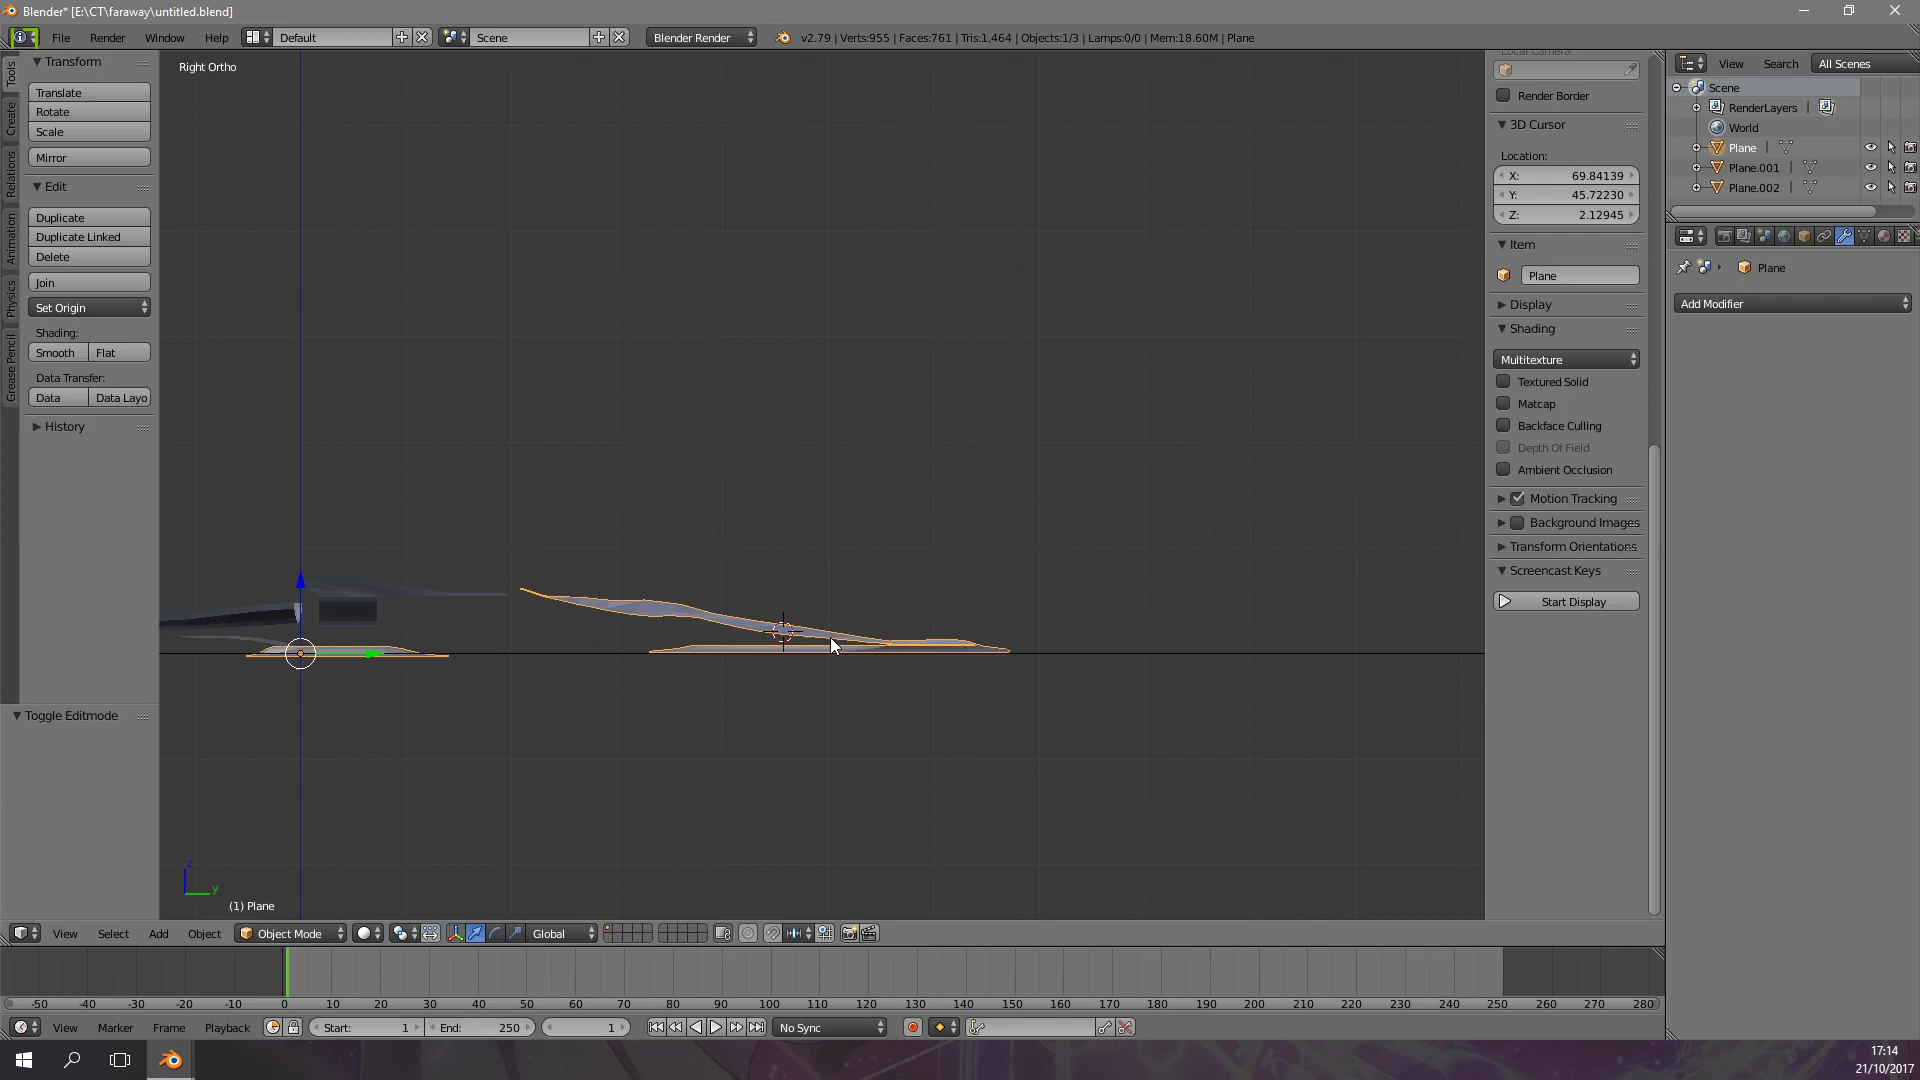 Blender* [E:\CT\faraway\untitled.blend]
File Render Window Help Default Scene Blender Render v2.79 | Verts:955 | Faces:761 | Tris:1,464 | Objects:1/3 | Lamps:0/0 | Mem:18.60M | Plane
Tools
Create
Relations
Animation
Physics
Grease Pencil
Transform
Translate
Rotate
Scale
Mirror
Edit
Duplicate
Duplicate Linked
Delete
Join
Set Origin
Shading:
Smooth Flat
Data Transfer:
Data Data Layo
History
Toggle Editmode
Right Ortho
z
y
(1) Plane
Local Camera:
Render Border
3D Cursor
Location:
X: 69.84139
Y: 45.72230
Z: 2.12945
Item
Plane
Display
Shading
Multitexture
Textured Solid
Matcap
Backface Culling
Depth Of Field
Ambient Occlusion
Motion Tracking
Background Images
Transform Orientations
Screencast Keys
Start Display
View Search All Scenes
Scene
RenderLayers
World
Plane
Plane.001
Plane.002
Plane
Add Modifier
View Select Add Object Object Mode Global
-50 -40 -30 -20 -10 0 10 20 30 40 50 60 70 80 90 100 110 120 130 140 150 160 170 180 190 200 210 220 230 240 250 260 270 280
View Marker Frame Playback Start: 1 End: 250 1 No Sync
17:14
21/10/2017